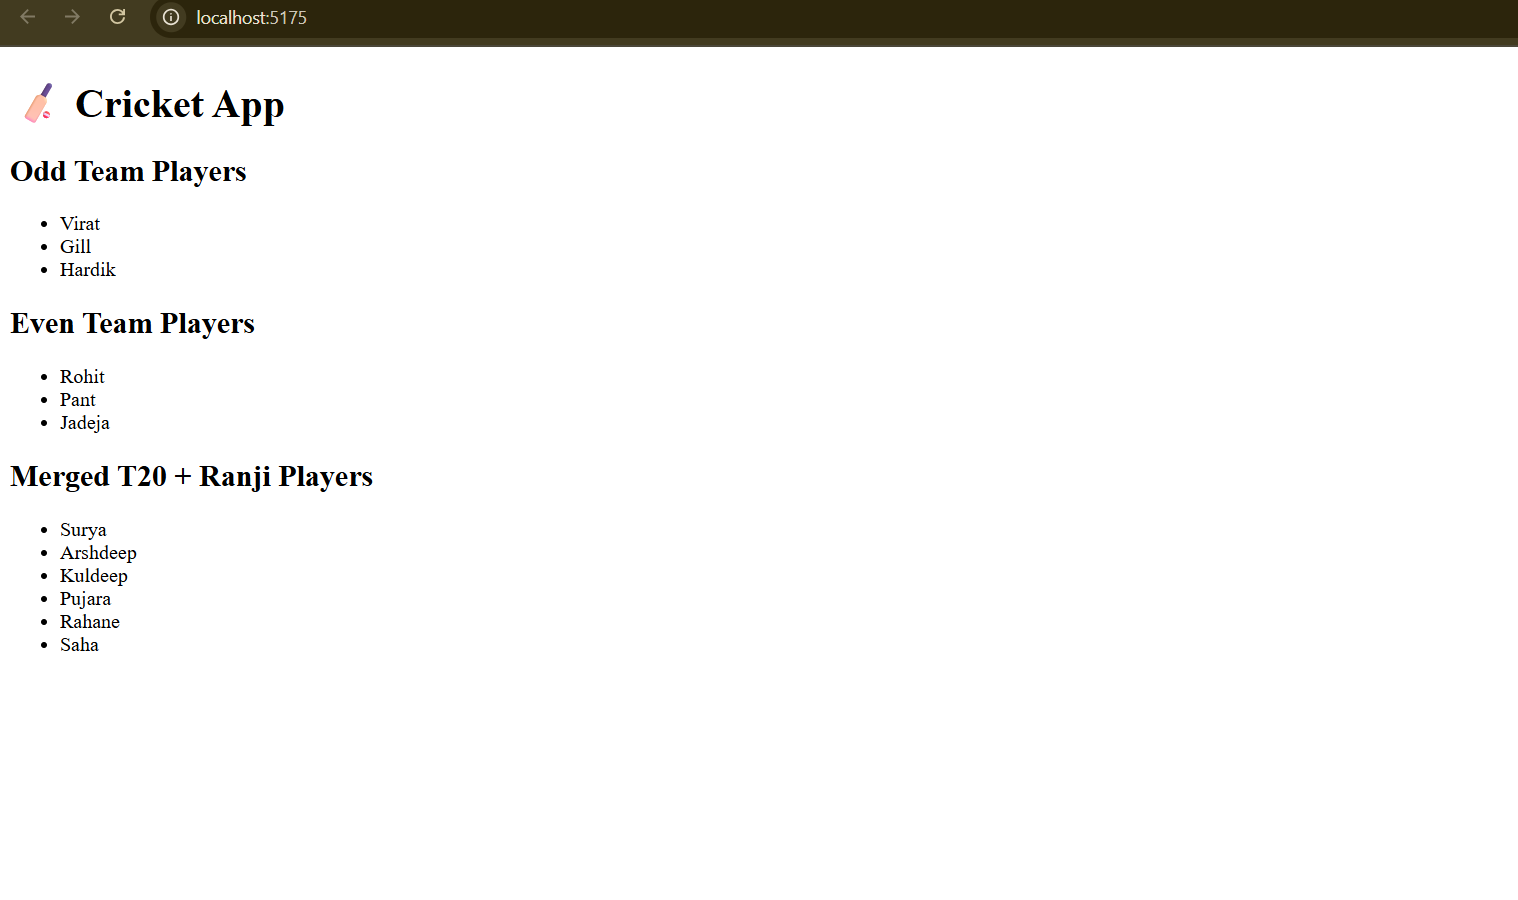 localhost:5175
🏏 Cricket App
Odd Team Players
• Virat
• Gill
• Hardik
Even Team Players
• Rohit
• Pant
• Jadeja
Merged T20 + Ranji Players
• Surya
• Arshdeep
• Kuldeep
• Pujara
• Rahane
• Saha